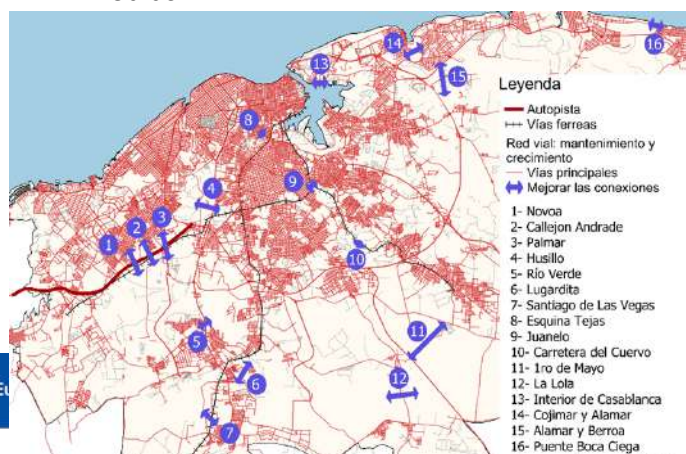 14
13
16
15
8
9
4
3
2
1
10
11
12
5
6
7
Leyenda
Autopista
Vías ferreas
Red vial: mantenimiento y
crecimiento
Vías principales
Mejorar las conexiones
1- Novoa
2- Callejon Andrade
3- Palmar
4- Husillo
5- Río Verde
6- Lugardita
7- Santiago de Las Vegas
8- Esquina Tejas
9- Juanelo
10- Carretera del Cuervo
11- 1ro de Mayo
12- La Lola
13- Interior de Casablanca
14- Cojimar y Alamar
15- Alamar y Berroa
16- Puente Boca Ciega